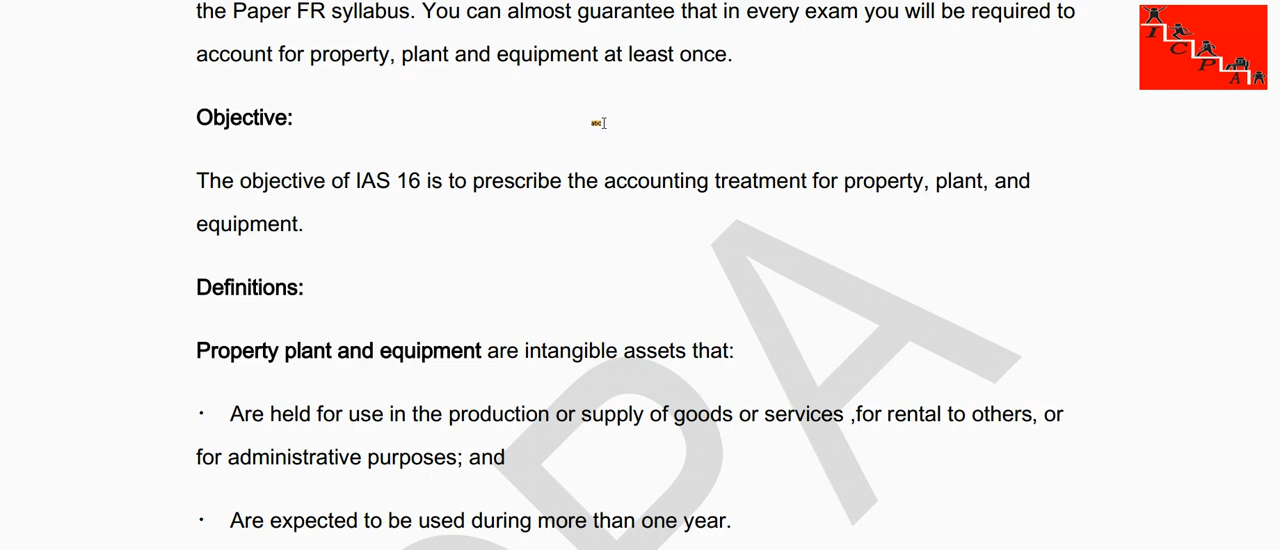 the Paper FR syllabus. You can almost guarantee that in every exam you will be required to
account for property, plant and equipment at least once.
Objective:
abc
The objective of IAS 16 is to prescribe the accounting treatment for property, plant, and
equipment.
Definitions:
Property plant and equipment are intangible assets that:
· Are held for use in the production or supply of goods or services ,for rental to others, or
for administrative purposes; and
· Are expected to be used during more than one year.
I C P A
PA